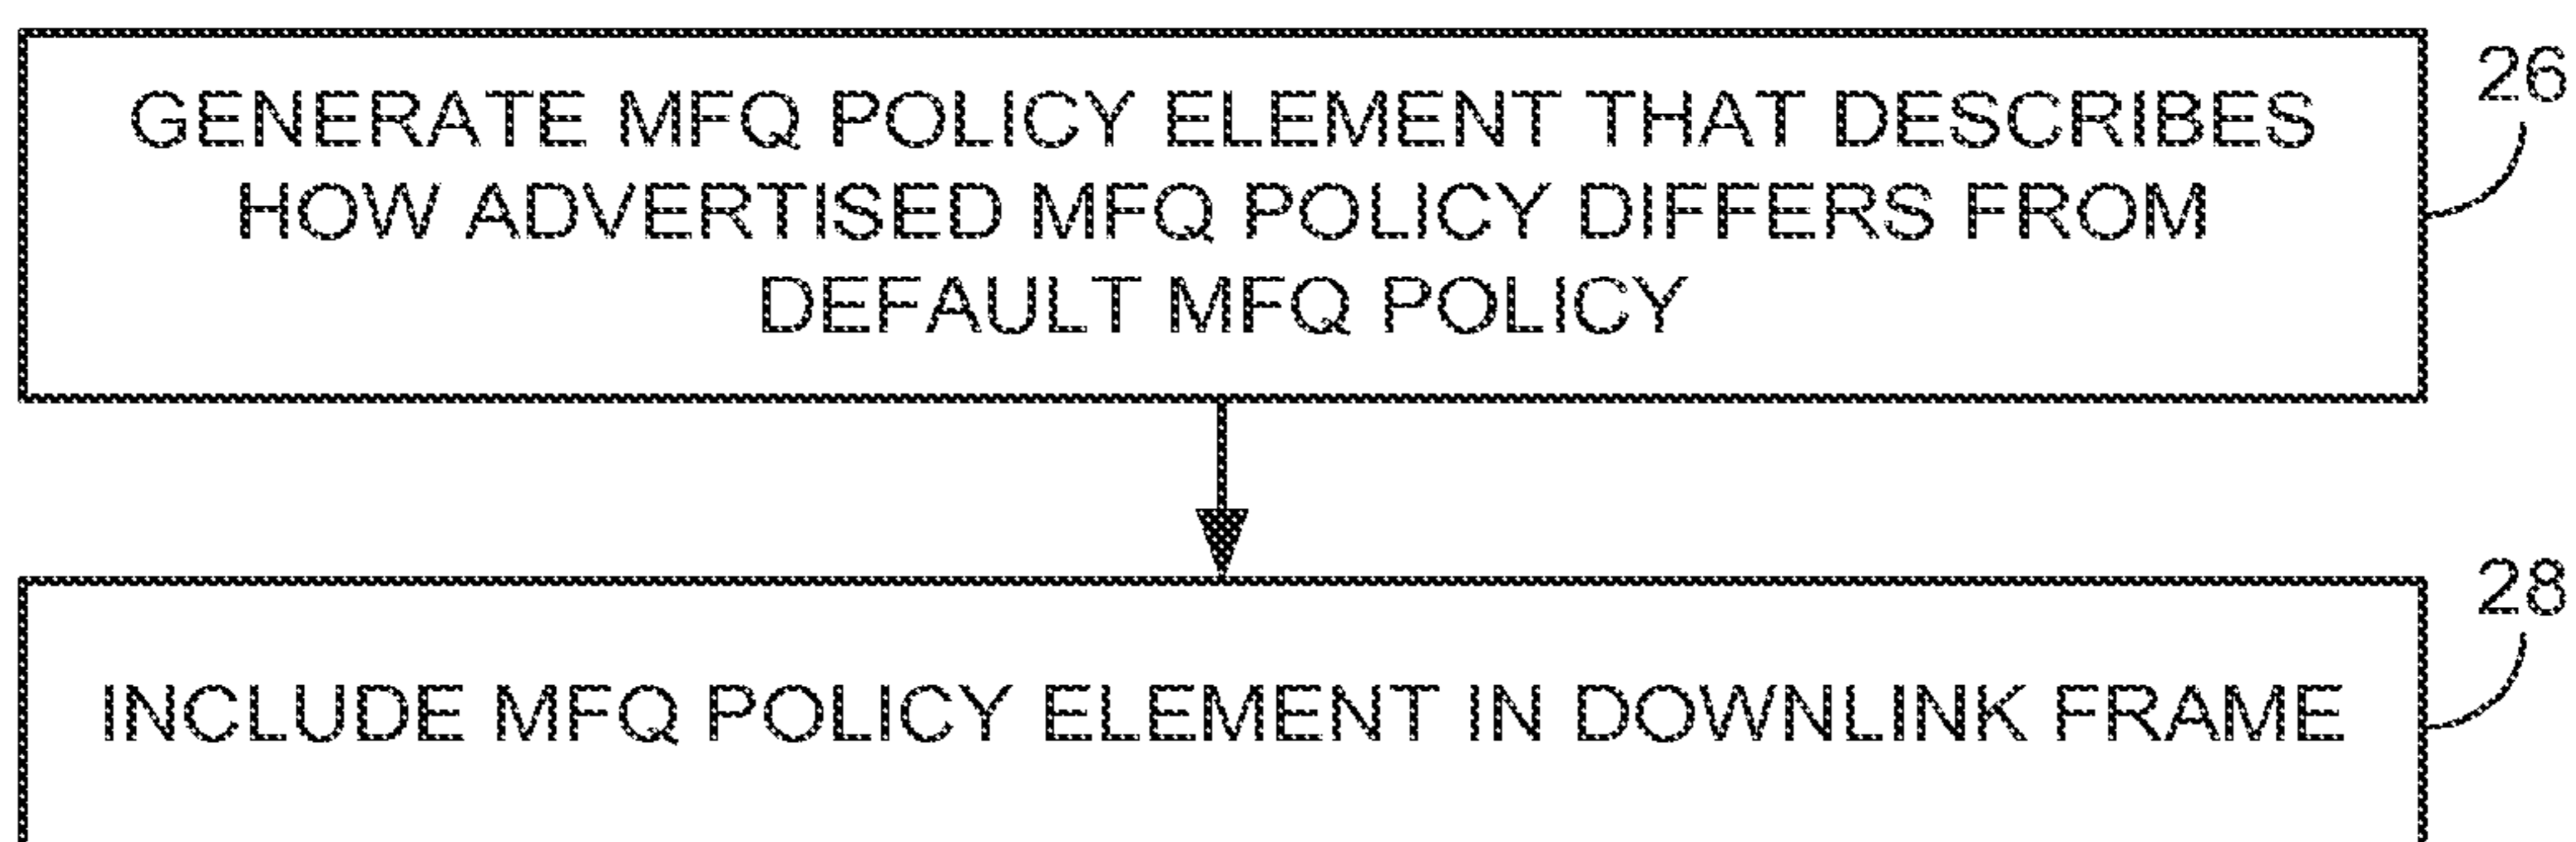 GENERATE MFQ POLICY ELEMENT THAT DESCRIBES
HOW ADVERTISED MFQ POLICY DIFFERS FROM
DEFAULT MFQ POLICY
26
INCLUDE MFQ POLICY ELEMENT IN DOWNLINK FRAME
28